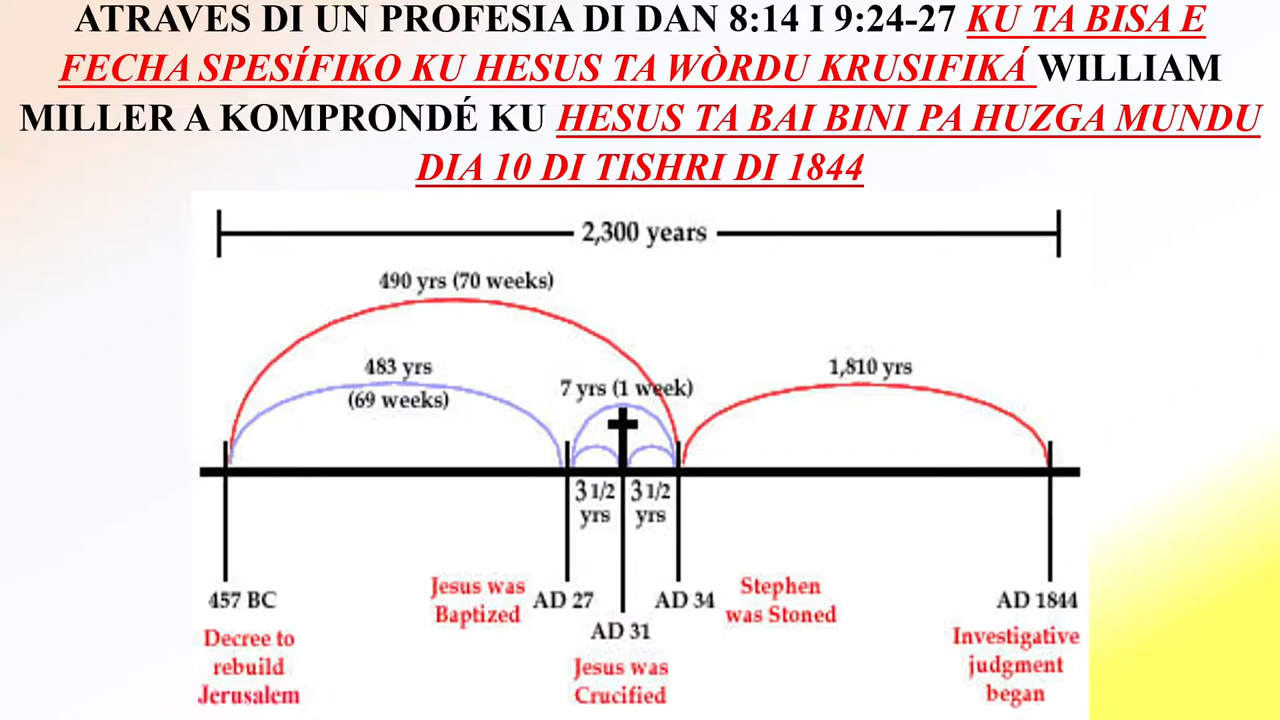 ATRAVES DI UN PROFESIA DI DAN 8:14 I 9:24-27 KU TA BISA E
FECHA SPESÍFIKO KU HESUS TA WÒRDU KRUSIFIKÁ WILLIAM
MILLER A KOMPRONDÉ KU HESUS TA BAI BINI PA HUZGA MUNDU
DIA 10 DI TISHRI DI 1844
2,300 years
490 yrs (70 weeks)
483 yrs
(69 weeks)
7 yrs (1 week)
1,810 yrs
3 1/2
yrs
3 1/2
yrs
457 BC
Decree to
rebuild
Jerusalem
Jesus was
Baptized
AD 27
AD 31
Jesus was
Crucified
AD 34
Stephen
was Stoned
AD 1844
Investigative
judgment
began